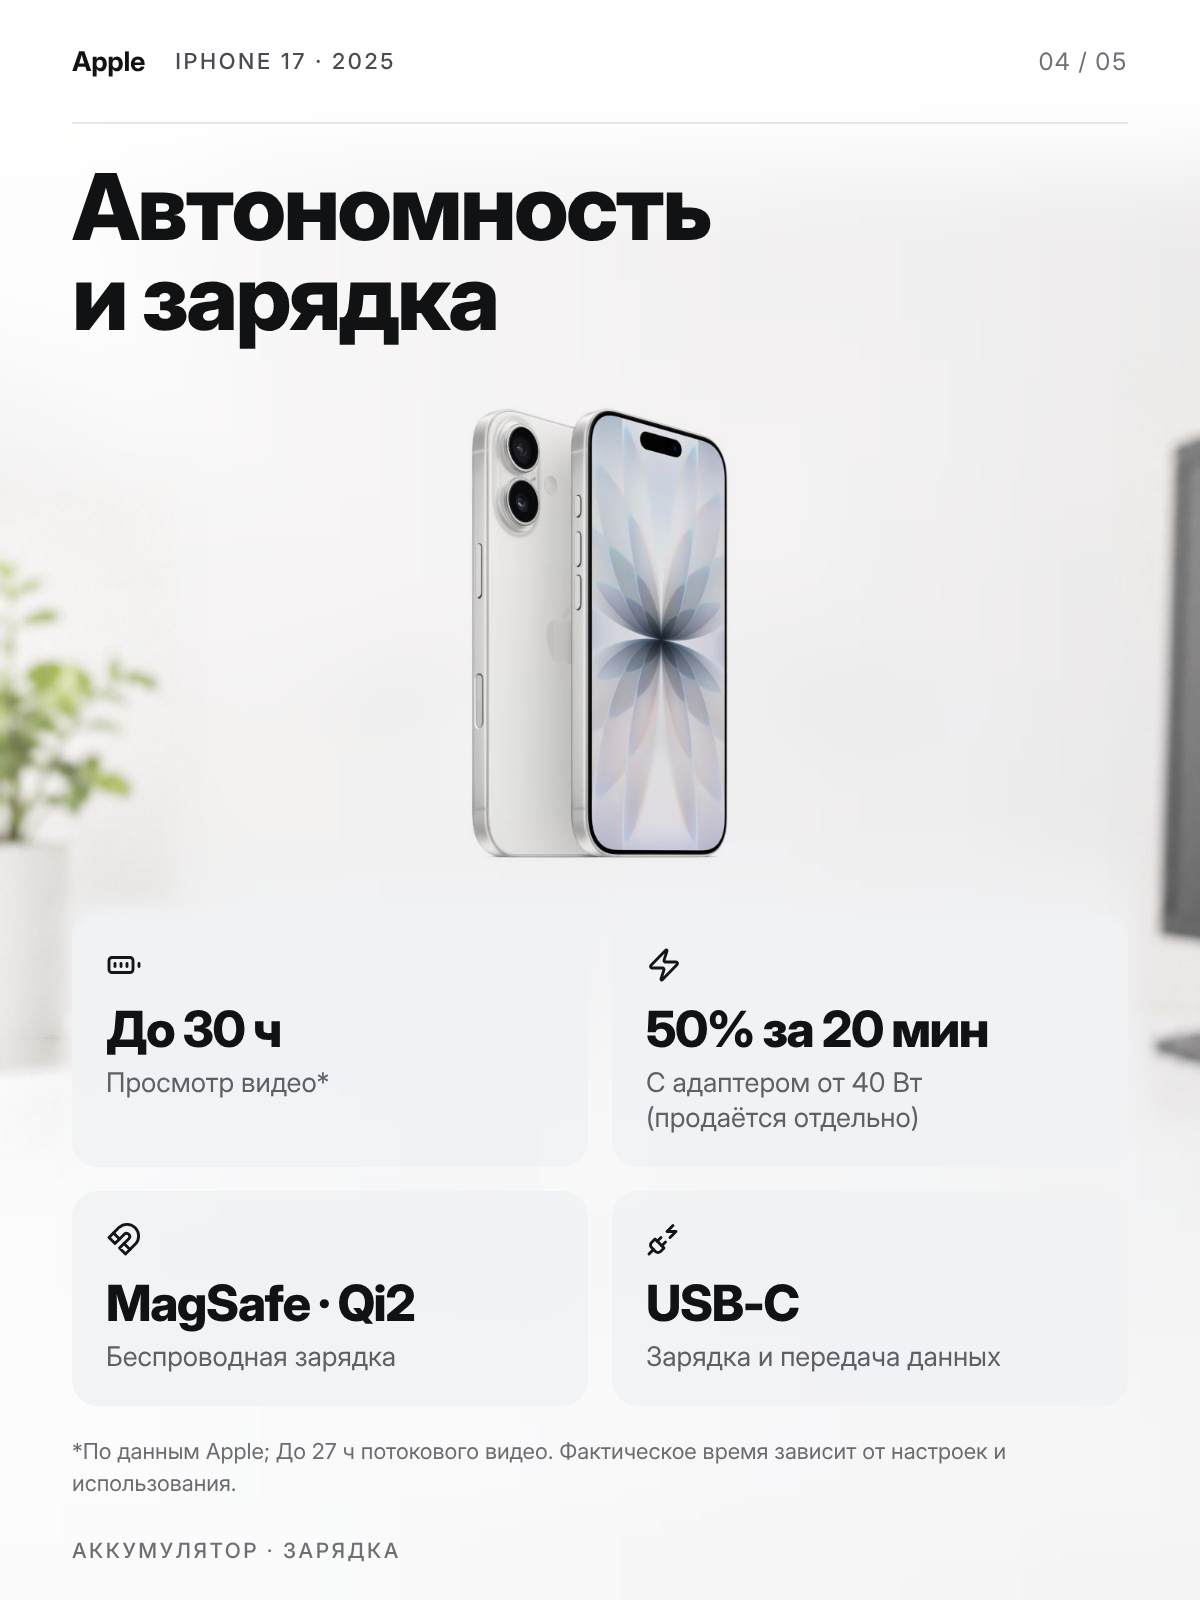 Apple IPHONE 17 · 2025 04 / 05
Автономность
и зарядка
До 30 ч
Просмотр видео*
50% за 20 мин
С адаптером от 40 Вт
(продаётся отдельно)
MagSafe · Qi2
Беспроводная зарядка
USB-C
Зарядка и передача данных
*По данным Apple; До 27 ч потокового видео. Фактическое время зависит от настроек и
использования.
АККУМУЛЯТОР · ЗАРЯДКА